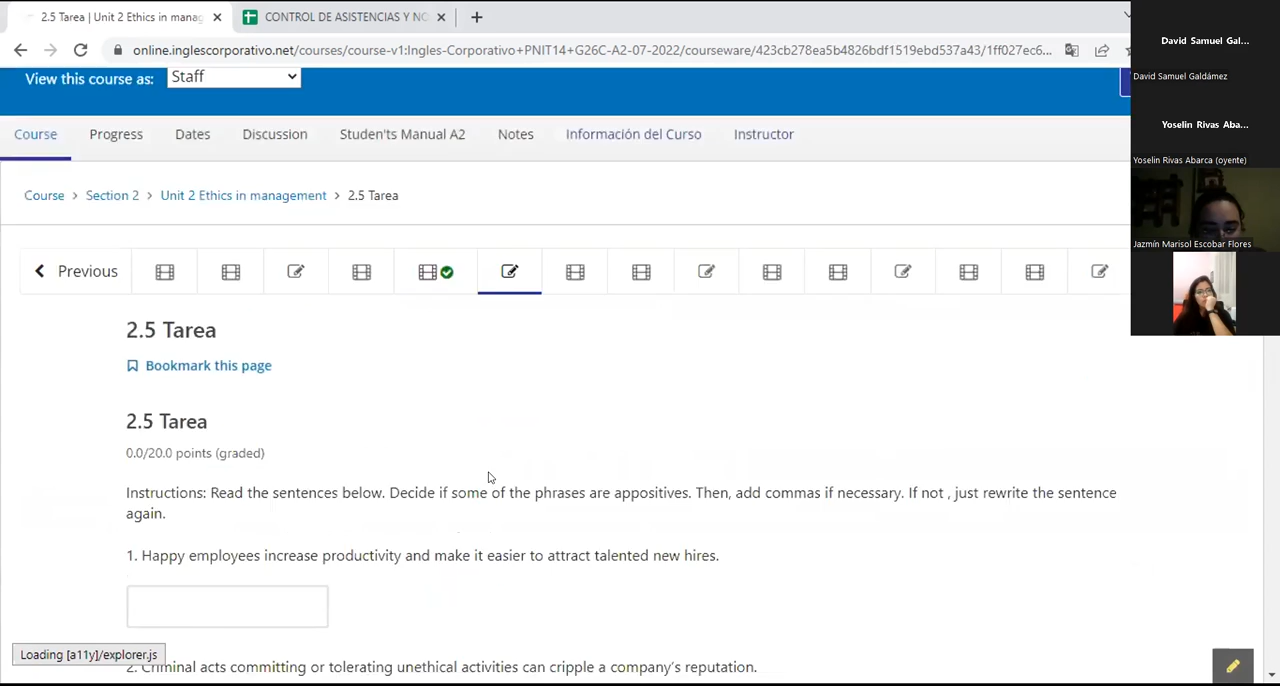 2.5 Tarea | Unit 2 Ethics in manag
CONTROL DE ASISTENCIAS Y NO
online.inglescorporativo.net/courses/course-v1:Ingles-Corporativo+PNIT14+G26C-A2-07-2022/courseware/423cb278ea5b4826bdf1519ebd537a43/1ff027ec6...
View this course as:
Staff
Course
Progress
Dates
Discussion
Studen'ts Manual A2
Notes
Información del Curso
Instructor
Course > Section 2 > Unit 2 Ethics in management > 2.5 Tarea
Previous
2.5 Tarea
Bookmark this page
2.5 Tarea
0.0/20.0 points (graded)
Instructions: Read the sentences below. Decide if some of the phrases are appositives. Then, add commas if necessary. If not , just rewrite the sentence
again.
1. Happy employees increase productivity and make it easier to attract talented new hires.
Loading [a11y]/explorer.js
2. Criminal acts committing or tolerating unethical activities can cripple a company's reputation.
David Samuel Gal...
David Samuel Galdámez
Yoselin Rivas Aba...
Yoselin Rivas Abarca (oyente)
Jazmín Marisol Escobar Flores